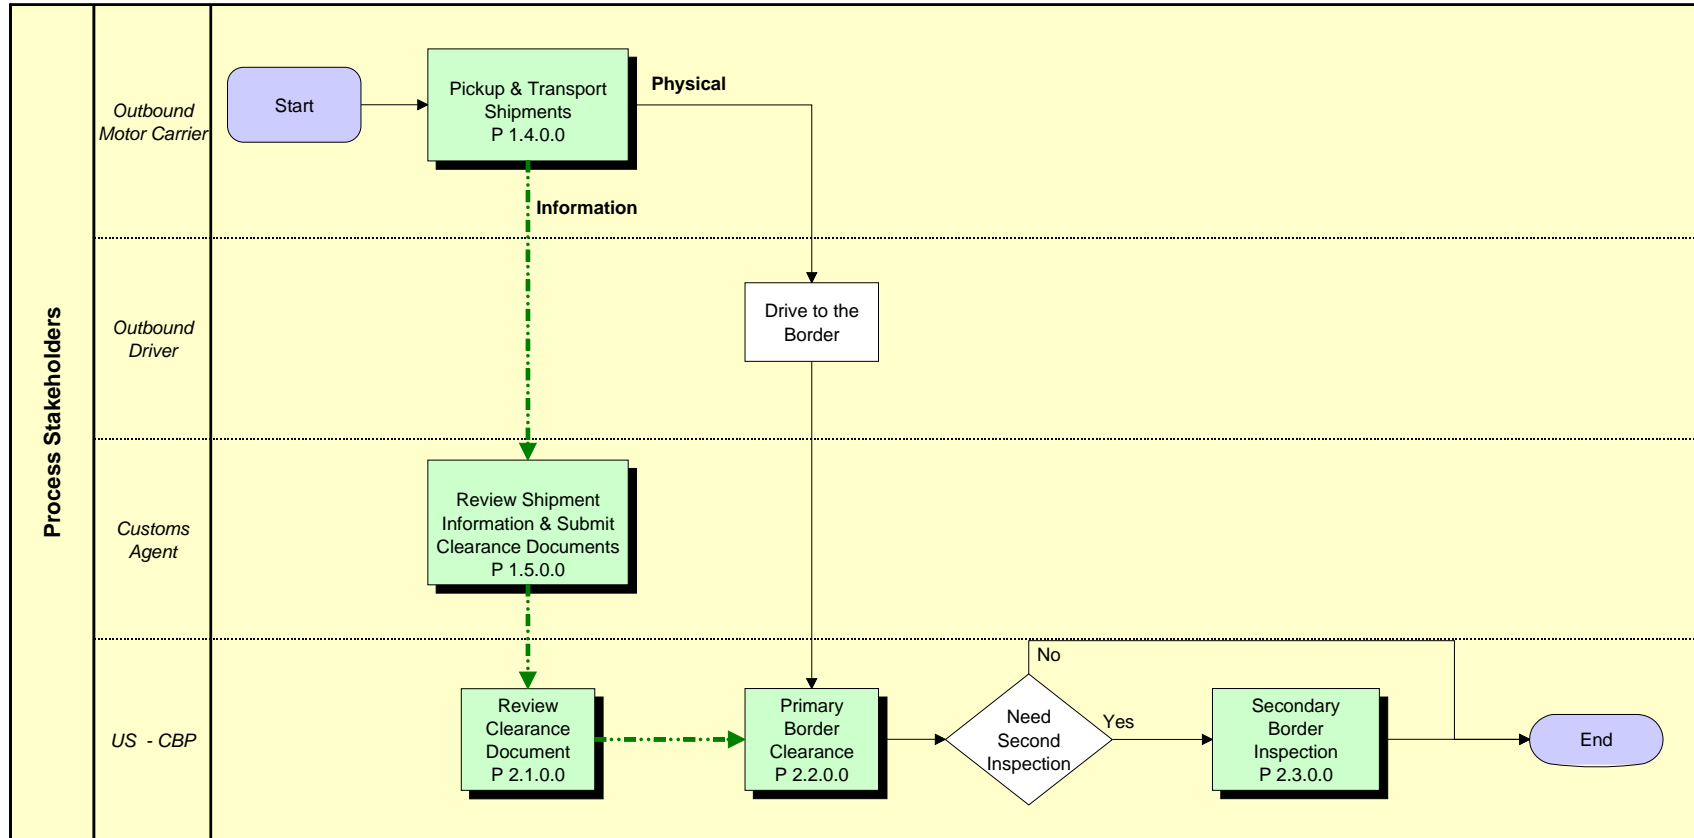 Process Stakeholders
Outbound
Motor Carrier
Start
Pickup & Transport
Shipments
P 1.4.0.0
Physical
Information
Outbound
Driver
Drive to the
Border
Customs
Agent
Review Shipment
Information & Submit
Clearance Documents
P 1.5.0.0
US - CBP
Review
Clearance
Document
P 2.1.0.0
Primary
Border
Clearance
P 2.2.0.0
Need
Second
Inspection
No
Yes
Secondary
Border
Inspection
P 2.3.0.0
End